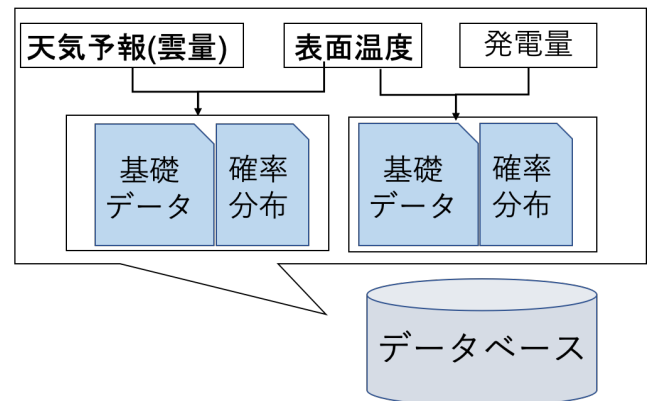 天気予報(雲量)
表面温度
発電量
基礎
データ
確率
分布
基礎
データ
確率
分布
データベース